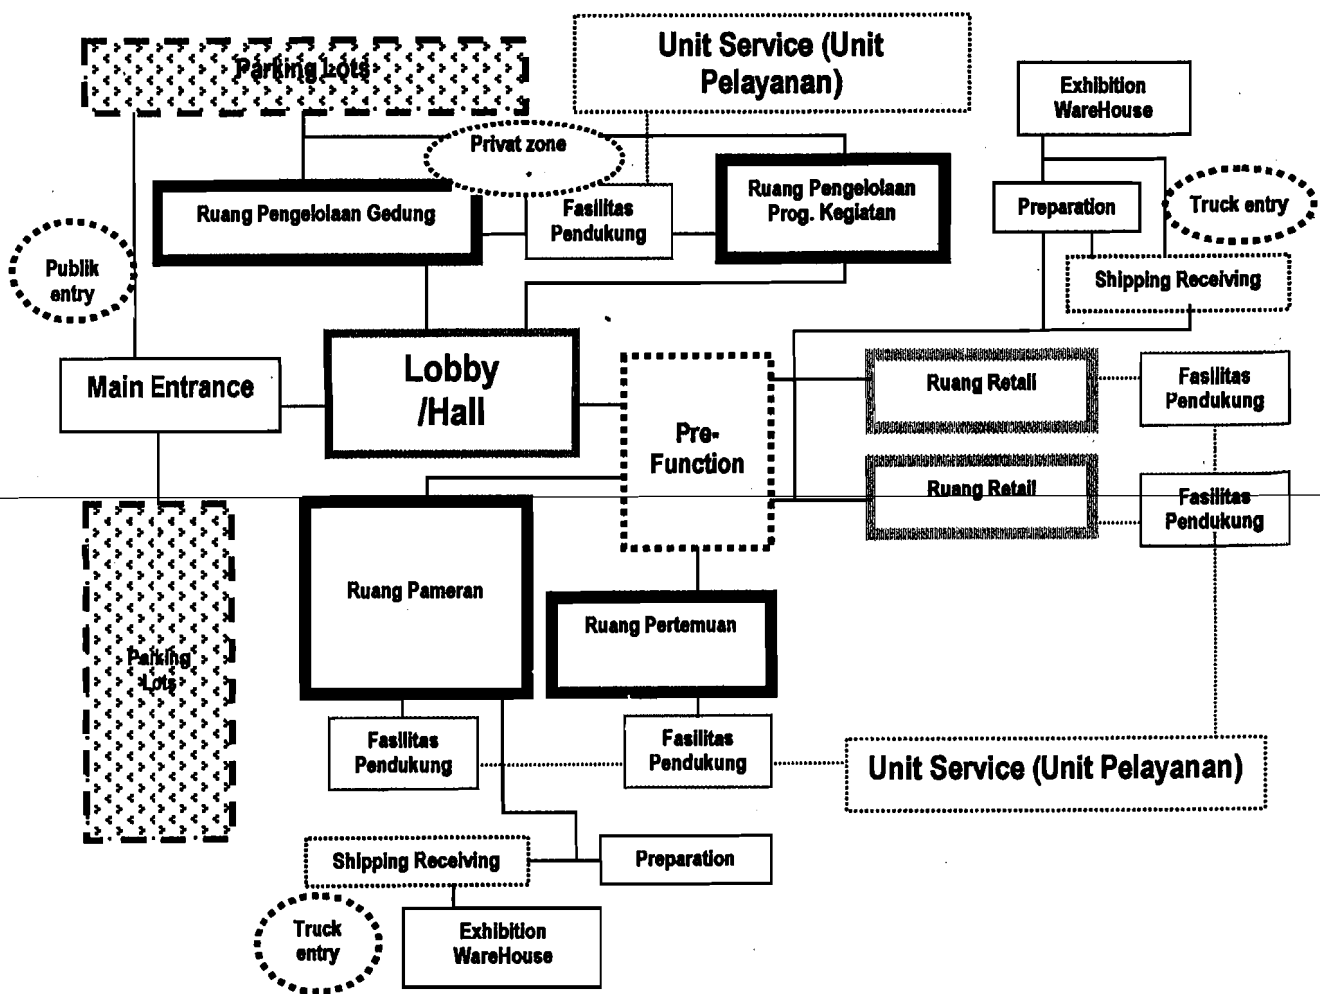 Parking Lots
Unit Service (Unit
Pelayanan)
Exhibition
WareHouse
Privat zone
Ruang Pengelolaan Gedung
Fasilitas
Pendukung
Ruang Pengelolaan
Prog. Kegiatan
Preparation
Truck entry
Publik
entry
Shipping Receiving
Main Entrance
Lobby
/Hall
Pre-
Function
Ruang Retail
Fasilitas
Pendukung
Ruang Retail
Fasilitas
Pendukung
Ruang Pameran
Ruang Pertemuan
Parking
Lots
Fasilitas
Pendukung
Fasilitas
Pendukung
Unit Service (Unit Pelayanan)
Shipping Receiving
Preparation
Truck
entry
Exhibition
WareHouse